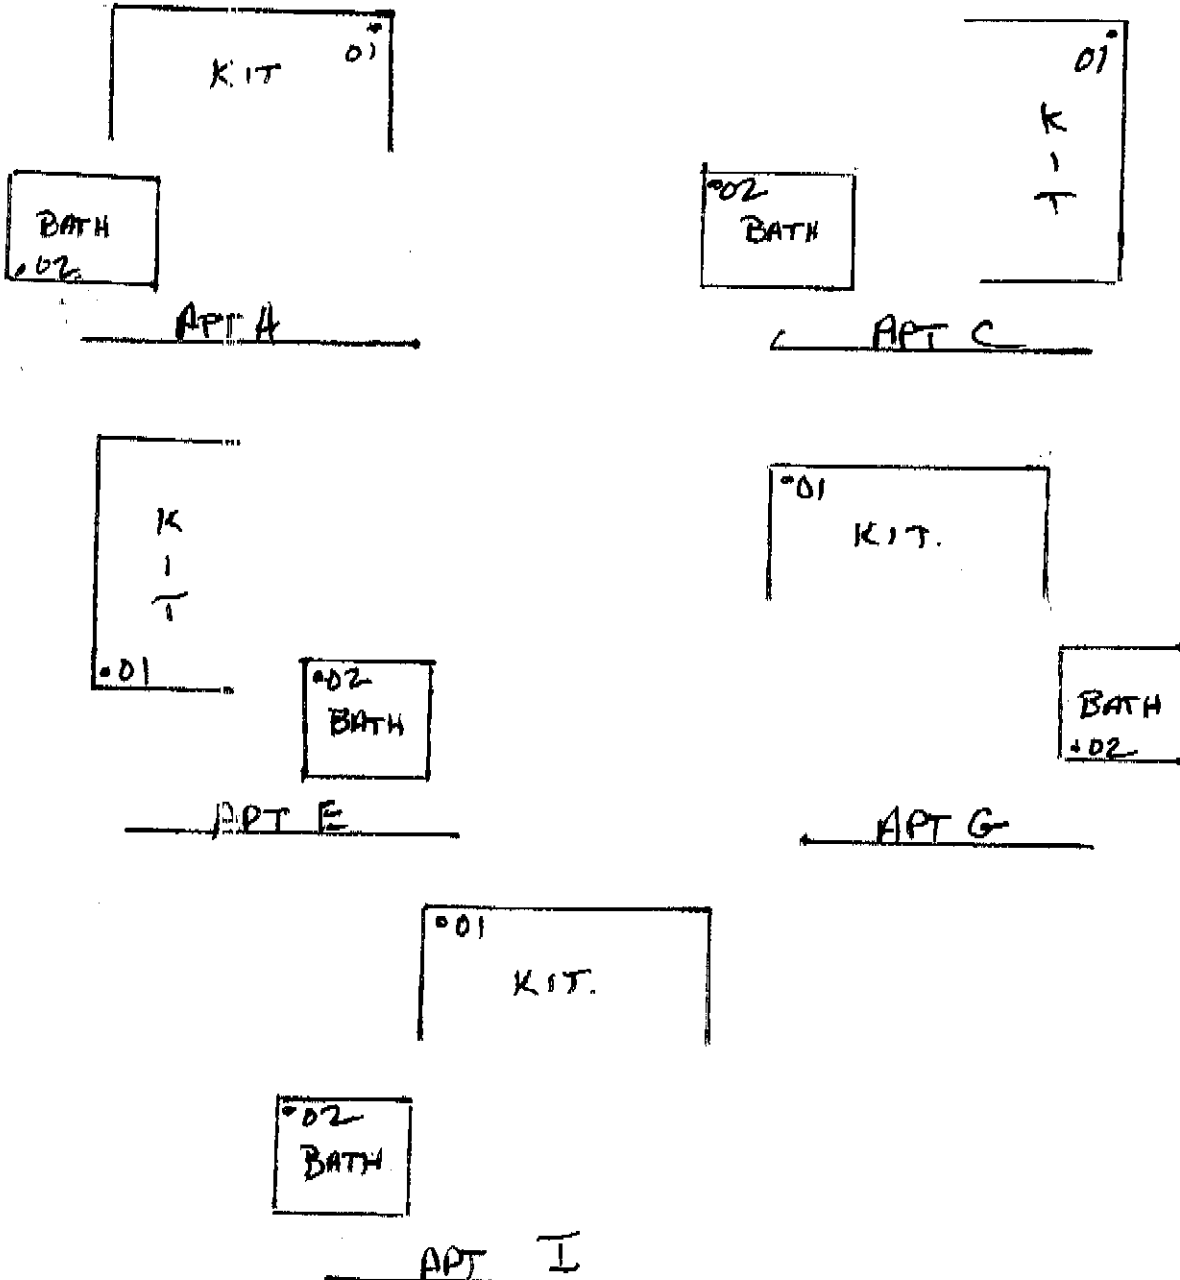 01
KIT
BATH
.02
APT A
01
K
I
T
.02
BATH
APT C
K
I
T
.01
.02
BATH
APT E
.01
KIT.
BATH
.02
APT G
.01
KIT.
.02
BATH
APT I